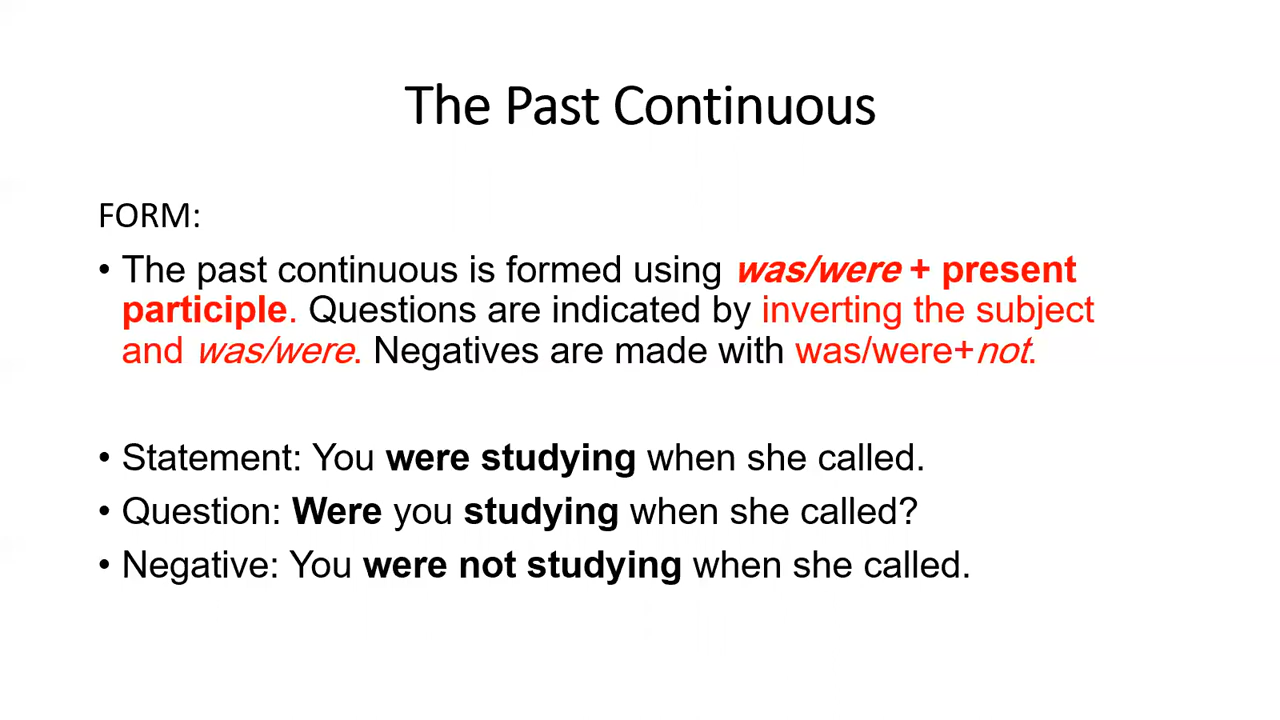 The Past Continuous
FORM:
• The past continuous is formed using was/were + present
participle. Questions are indicated by inverting the subject
and was/were. Negatives are made with was/were+not.
• Statement: You were studying when she called.
• Question: Were you studying when she called?
• Negative: You were not studying when she called.